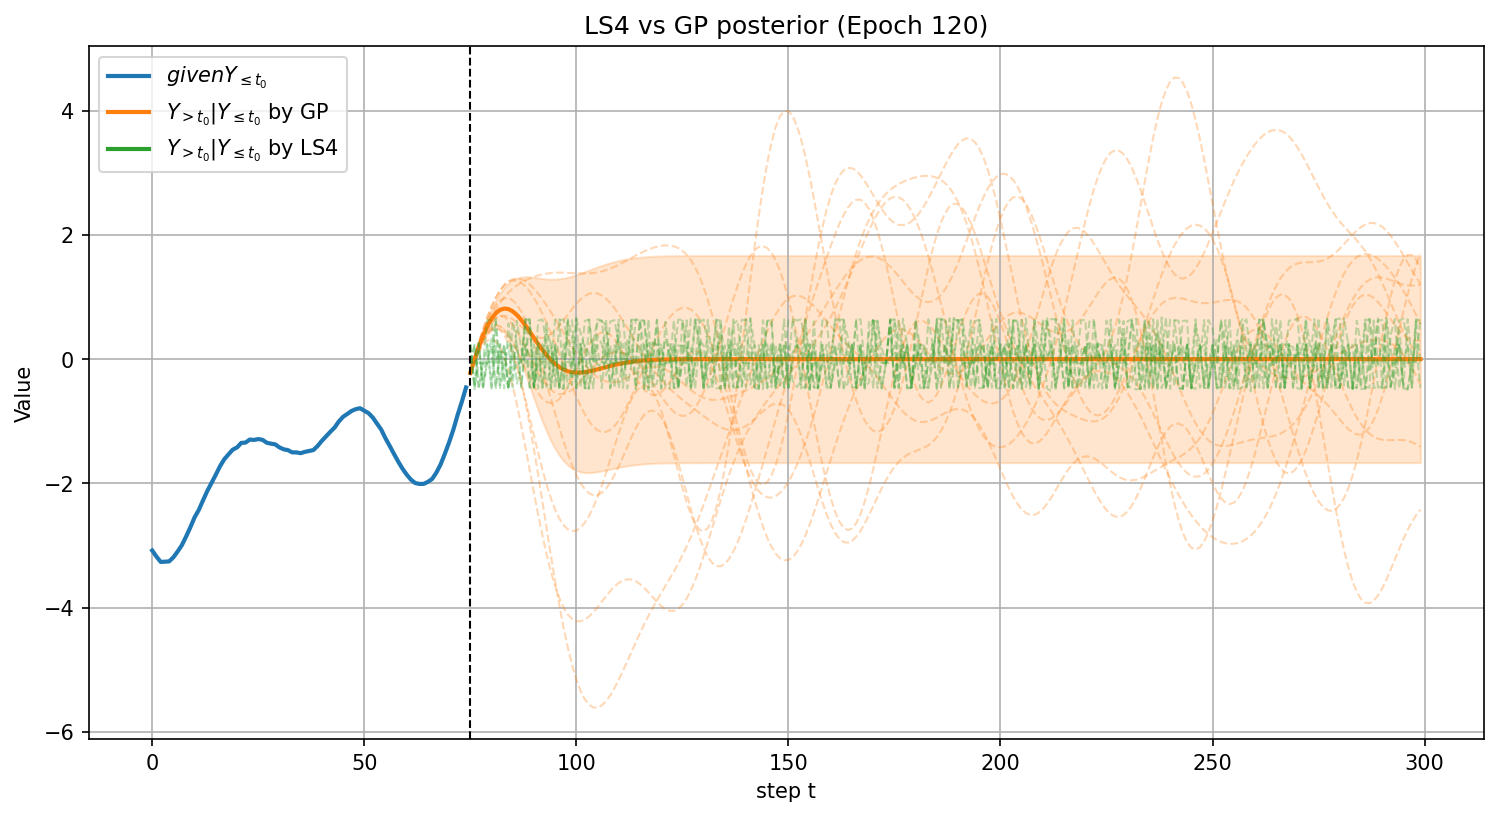 LS4 vs GP posterior (Epoch 120)
givenY≤t₀
Y>t₀|Y≤t₀ by GP
Y>t₀|Y≤t₀ by LS4
Value
4
2
0
−2
−4
−6
0 50 100 150 200 250 300
step t